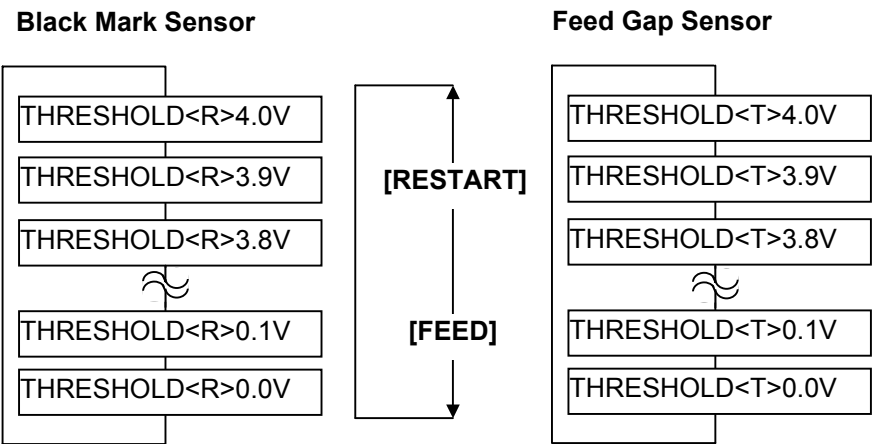 Black Mark Sensor
THRESHOLD<R>4.0V
THRESHOLD<R>3.9V
THRESHOLD<R>3.8V
THRESHOLD<R>0.1V
THRESHOLD<R>0.0V
[RESTART]
[FEED]
Feed Gap Sensor
THRESHOLD<T>4.0V
THRESHOLD<T>3.9V
THRESHOLD<T>3.8V
THRESHOLD<T>0.1V
THRESHOLD<T>0.0V